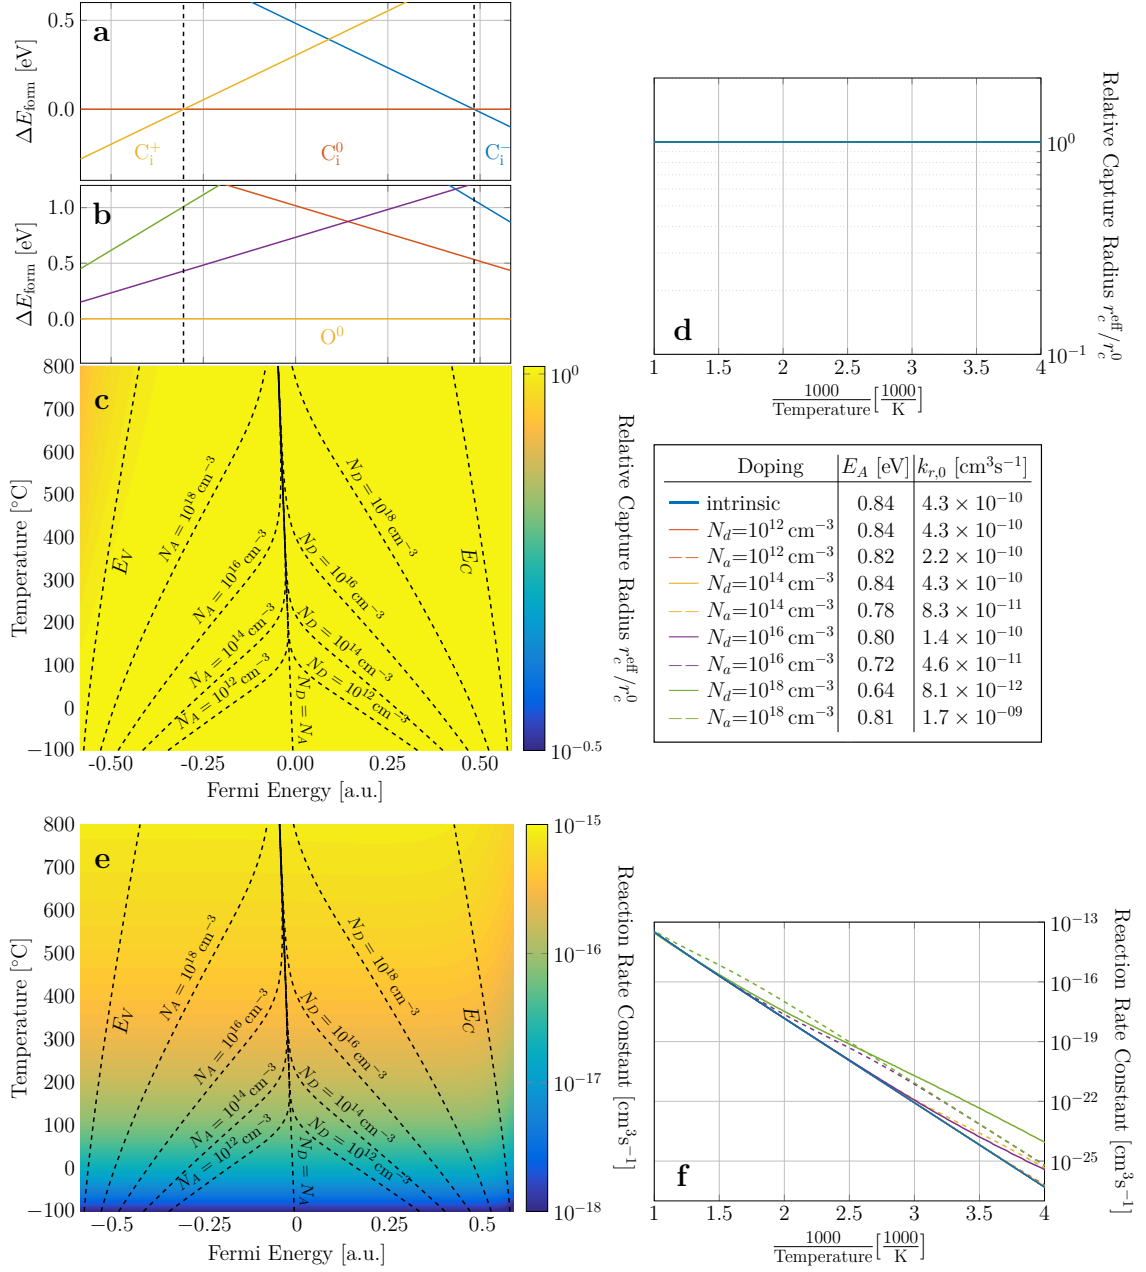 a
0.5
0.0
ΔE_form [eV]
C_i^+
C_i^0
C_i^−
b
1.0
0.5
0.0
ΔE_form [eV]
O^0
c
800
700
600
500
400
300
200
100
0
−100
Temperature [°C]
E_V
N_A = 10^18 cm^−3
N_A = 10^16 cm^−3
N_A = 10^14 cm^−3
N_A = 10^12 cm^−3
N_D = 10^18 cm^−3
N_D = 10^16 cm^−3
N_D = 10^14 cm^−3
N_D = 10^12 cm^−3
N_D = N_A
E_C
-0.50
-0.25
0.00
0.25
0.50
Fermi Energy [a.u.]
10^0
10^−0.5
Relative Capture Radius r_c^eff/r_c^0
d
10^0
10^−1
Relative Capture Radius r_c^eff/r_c^0
1
1.5
2
2.5
3
3.5
4
1000/Temperature [1000/K]
Doping E_A [eV] k_r,0 [cm^3s^−1]
intrinsic 0.84 4.3 × 10^−10
N_d=10^12 cm^−3 0.84 4.3 × 10^−10
N_a=10^12 cm^−3 0.82 2.2 × 10^−10
N_d=10^14 cm^−3 0.84 4.3 × 10^−10
N_a=10^14 cm^−3 0.78 8.3 × 10^−11
N_d=10^16 cm^−3 0.80 1.4 × 10^−10
N_a=10^16 cm^−3 0.72 4.6 × 10^−11
N_d=10^18 cm^−3 0.64 8.1 × 10^−12
N_a=10^18 cm^−3 0.81 1.7 × 10^−09
e
800
700
600
500
400
300
200
100
0
−100
Temperature [°C]
E_V
N_A = 10^18 cm^−3
N_A = 10^16 cm^−3
N_A = 10^14 cm^−3
N_A = 10^12 cm^−3
N_D = 10^18 cm^−3
N_D = 10^16 cm^−3
N_D = 10^14 cm^−3
N_D = 10^12 cm^−3
N_D = N_A
E_C
-0.5
-0.25
0
0.25
0.5
Fermi Energy [a.u.]
10^−15
10^−16
10^−17
10^−18
Reaction Rate Constant [cm^3s^−1]
f
10^−13
10^−16
10^−19
10^−22
10^−25
Reaction Rate Constant [cm^3s^−1]
1
1.5
2
2.5
3
3.5
4
1000/Temperature [1000/K]